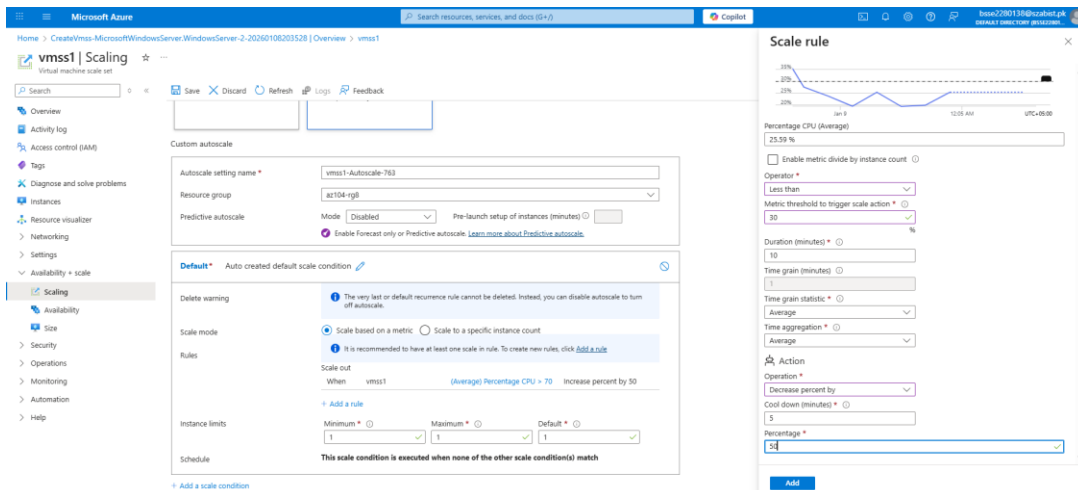 Microsoft Azure
Search resources, services, and docs (G+/)
Copilot
bsse2280138@szabist.pk
Home > CreateVmss-MicrosoftWindowsServer.WindowsServer-2-20260108203528 | Overview > vmss1
vmss1 | Scaling
Virtual machine scale set
Search
Overview
Activity log
Access control (IAM)
Tags
Diagnose and solve problems
Instances
Resource visualizer
Networking
Settings
Availability + scale
Scaling
Availability
Size
Security
Operations
Monitoring
Automation
Help
Save Discard Refresh Logs Feedback
Custom autoscale
Autoscale setting name * vmss1-Autoscale-763
Resource group az104-rg8
Predictive autoscale Mode Disabled Pre-launch setup of instances (minutes)
Enable Forecast only or Predictive autoscale. Learn more about Predictive autoscale.
Default* Auto created default scale condition
Delete warning The very last or default recurrence rule cannot be deleted. Instead, you can disable autoscale to turn
off autoscale.
Scale mode Scale based on a metric Scale to a specific instance count
Rules It is recommended to have at least one scale in rule. To create new rules, click Add a rule
Scale out
When vmss1 (Average) Percentage CPU > 70 Increase percent by 50
+ Add a rule
Instance limits Minimum * Maximum * Default *
1 1 1
Schedule This scale condition is executed when none of the other scale condition(s) match
+ Add a scale condition
Scale rule
Jan 9 12:05 AM UTC+05:00
Percentage CPU (Average)
25.59 %
Enable metric divide by instance count
Operator *
Less than
Metric threshold to trigger scale action *
30
%
Duration (minutes) *
10
Time grain (minutes)
1
Time grain statistic *
Average
Time aggregation *
Average
Action
Operation *
Decrease percent by
Cool down (minutes) *
5
Percentage *
50
Add